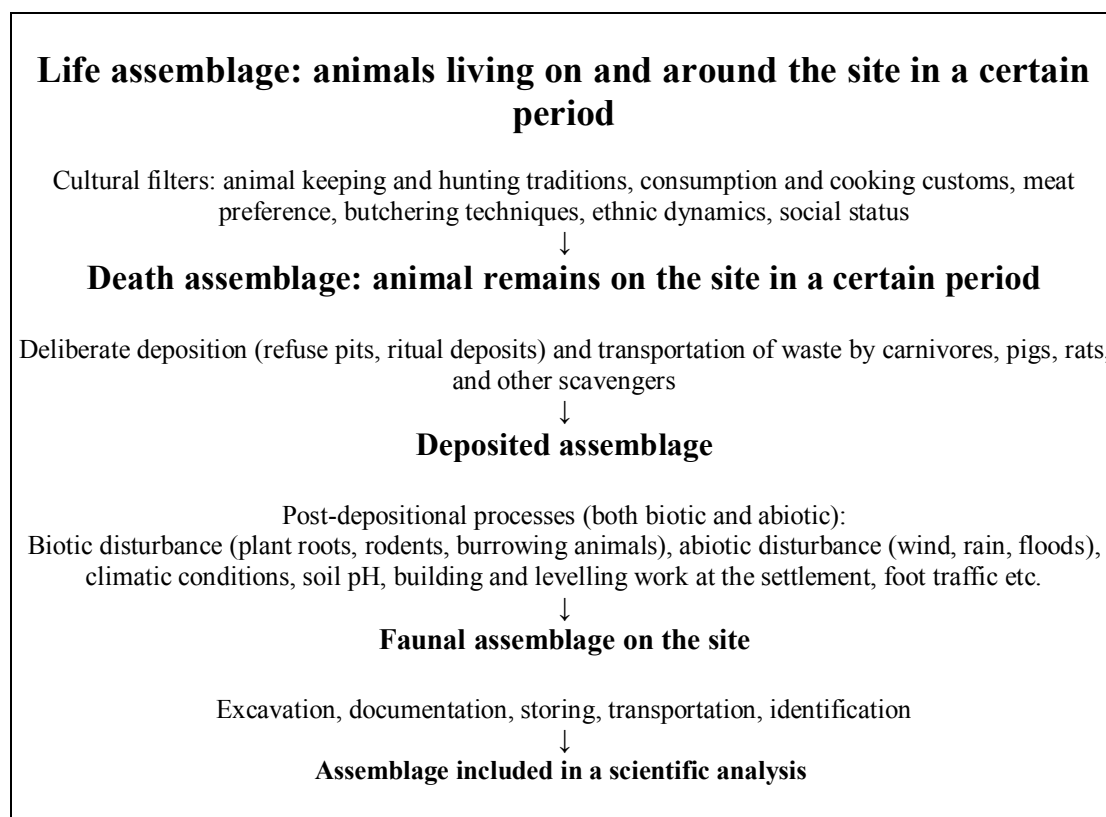 Life assemblage: animals living on and around the site in a certain
period
Cultural filters: animal keeping and hunting traditions, consumption and cooking customs, meat
preference, butchering techniques, ethnic dynamics, social status
↓
Death assemblage: animal remains on the site in a certain period
Deliberate deposition (refuse pits, ritual deposits) and transportation of waste by carnivores, pigs, rats,
and other scavengers
↓
Deposited assemblage
Post-depositional processes (both biotic and abiotic):
Biotic disturbance (plant roots, rodents, burrowing animals), abiotic disturbance (wind, rain, floods),
climatic conditions, soil pH, building and levelling work at the settlement, foot traffic etc.
↓
Faunal assemblage on the site
Excavation, documentation, storing, transportation, identification
↓
Assemblage included in a scientific analysis